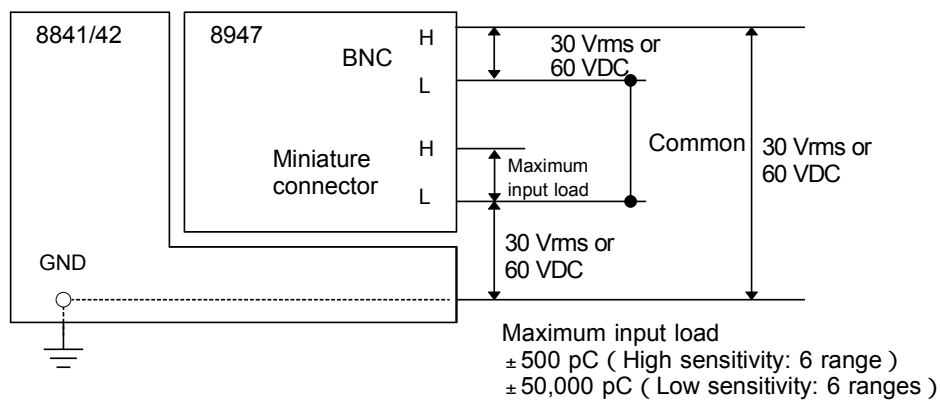 8841/42
8947
BNC
H
L
30 Vrms or
60 VDC
Miniature
connector
H
L
Maximum
input load
Common
30 Vrms or
60 VDC
30 Vrms or
60 VDC
GND
Maximum input load
±500 pC ( High sensitivity: 6 range )
±50,000 pC ( Low sensitivity: 6 ranges )